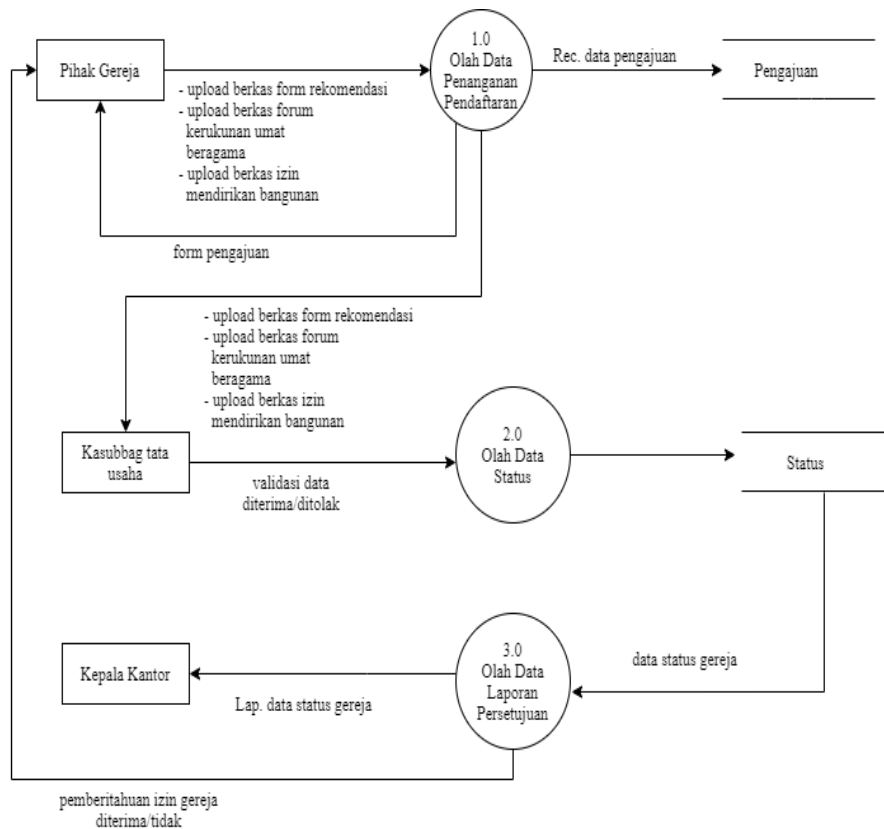 1.0
Olah Data
Penanganan
Pendaftaran
Pihak Gereja
Rec. data pengajuan
Pengajuan
- upload berkas form rekomendasi
- upload berkas forum
kerukunan umat
beragama
- upload berkas izin
mendirikan bangunan
form pengajuan
- upload berkas form rekomendasi
- upload berkas forum
kerukunan umat
beragama
- upload berkas izin
mendirikan bangunan
Kasubbag tata
usaha
validasi data
diterima/ditolak
2.0
Olah Data
Status
Status
Kepala Kantor
Lap. data status gereja
3.0
Olah Data
Laporan
Persetujuan
data status gereja
pemberitahuan izin gereja
diterima/tidak